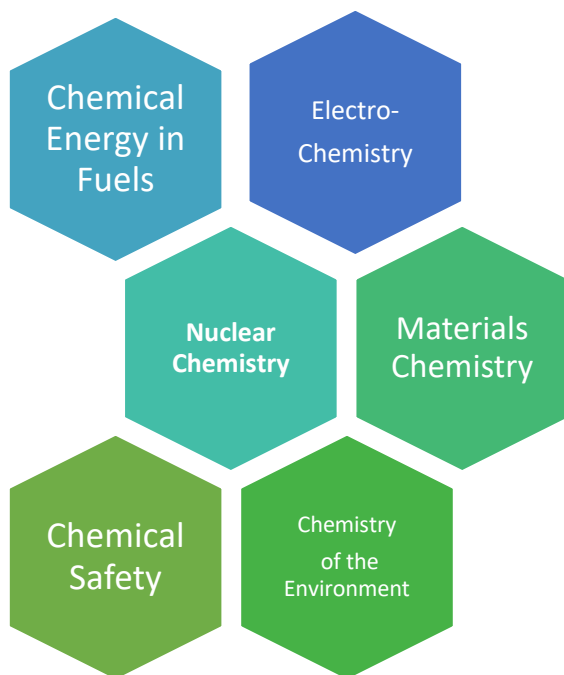 Chemical
Energy in
Fuels
Electro-
Chemistry
Nuclear
Chemistry
Materials
Chemistry
Chemical
Safety
Chemistry
of the
Environment